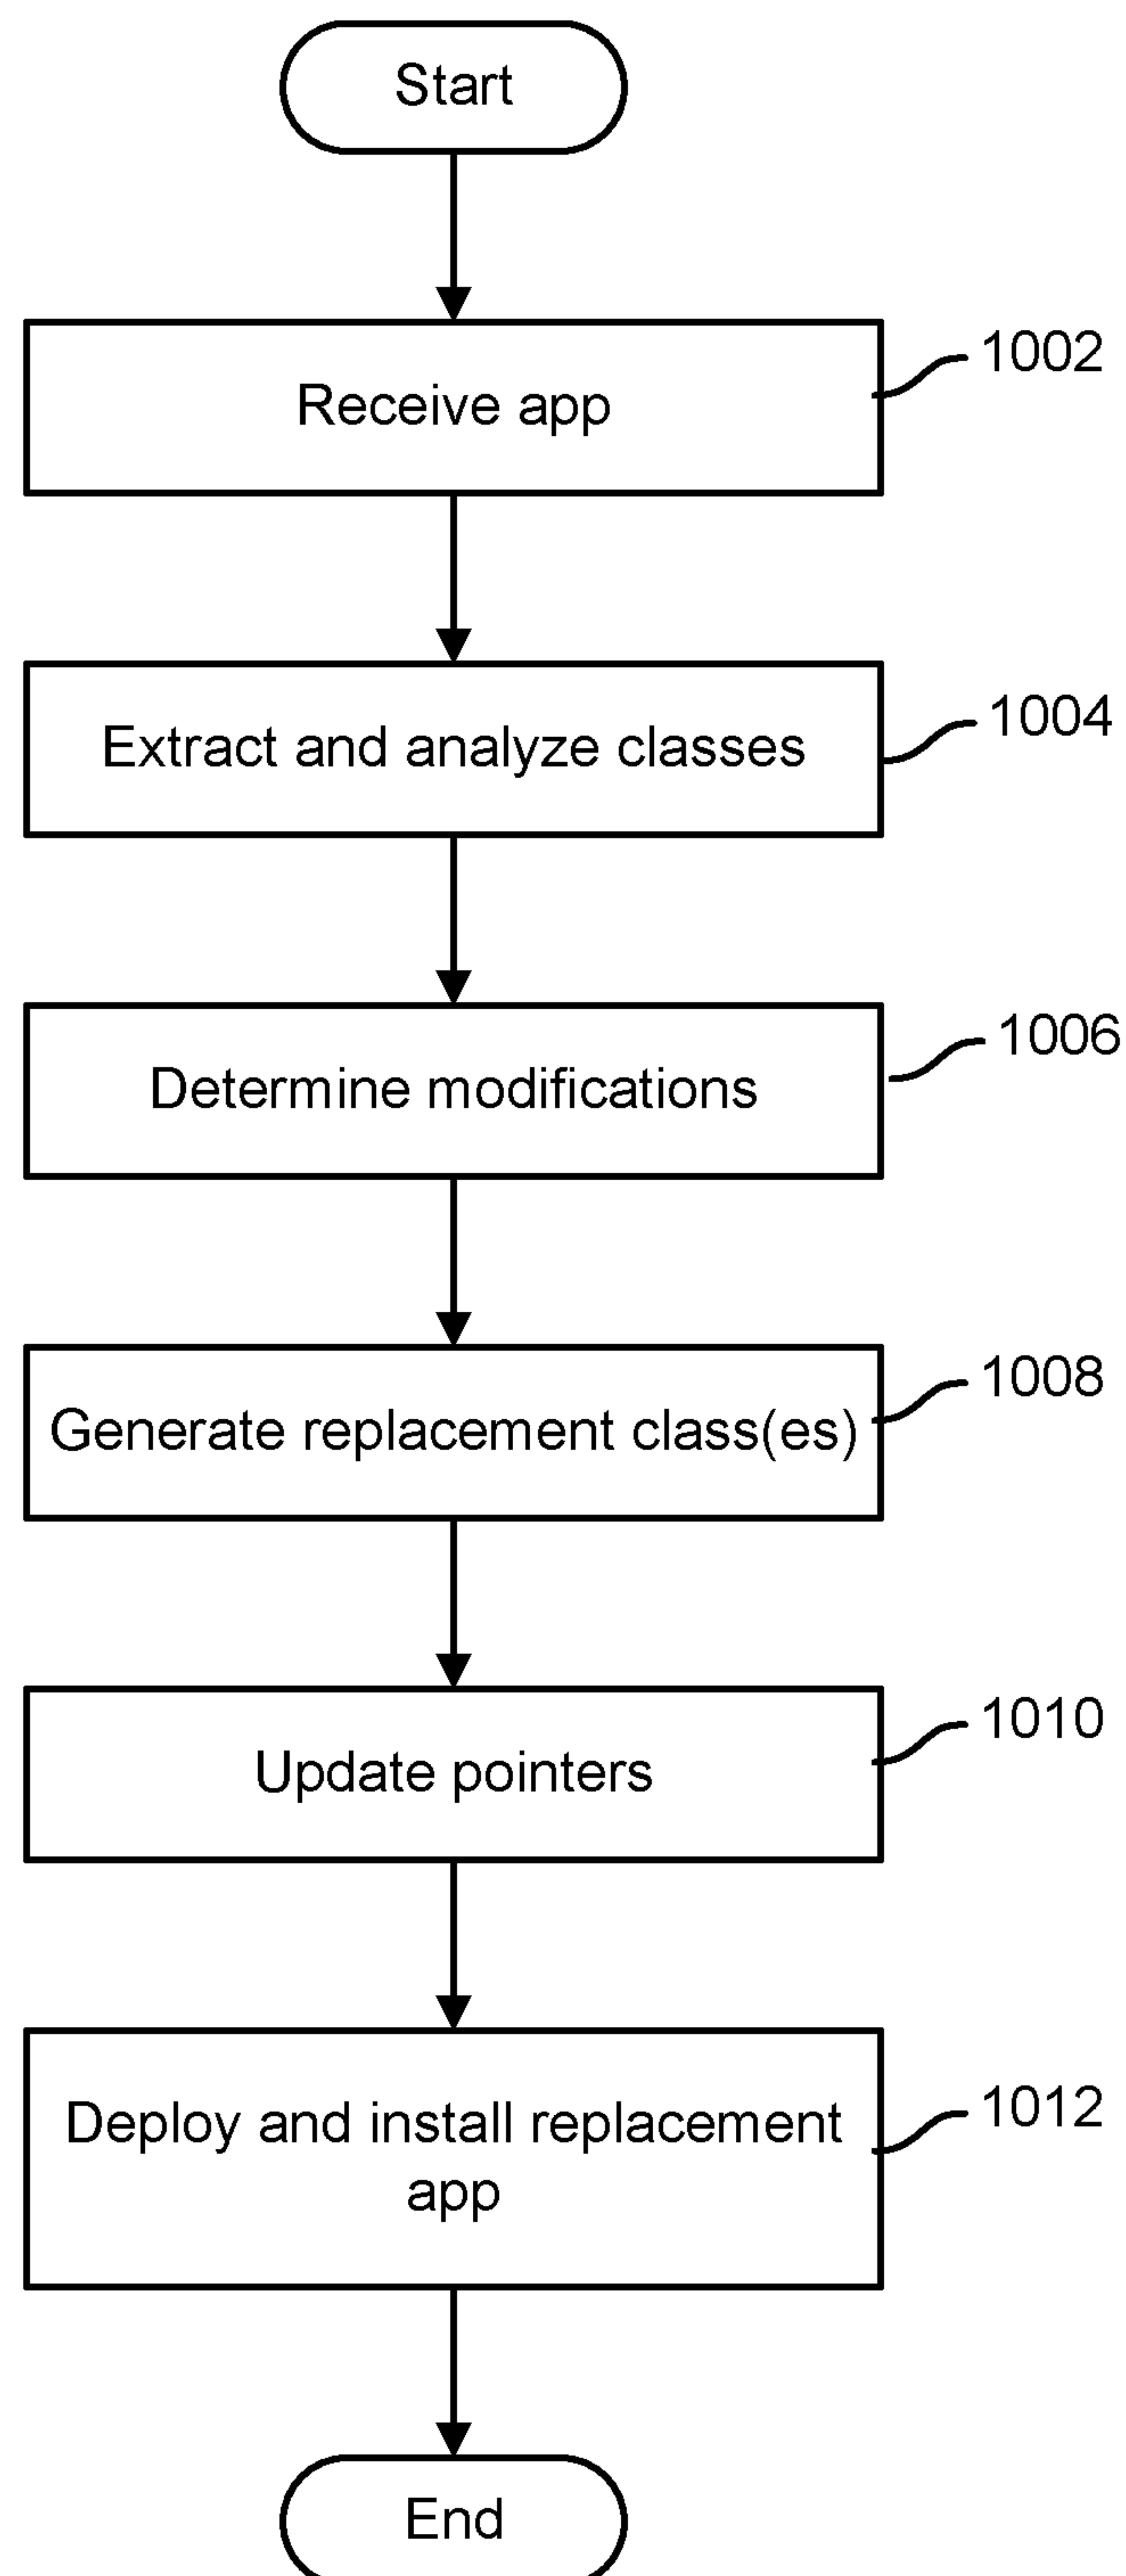 Start
Receive app
1002
Extract and analyze classes
1004
Determine modifications
1006
Generate replacement class(es)
1008
Update pointers
1010
Deploy and install replacement
app
1012
End